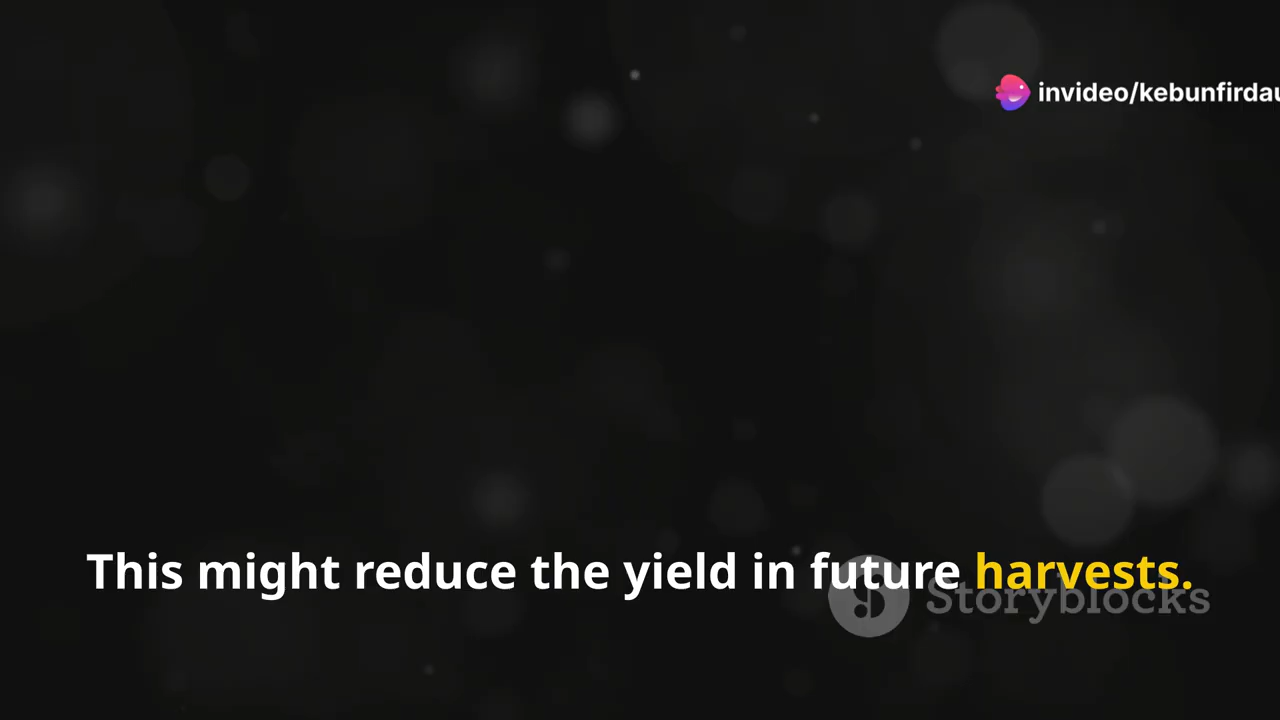 invideo/kebunfirdau
This might reduce the yield in future harvests.
Storyblocks